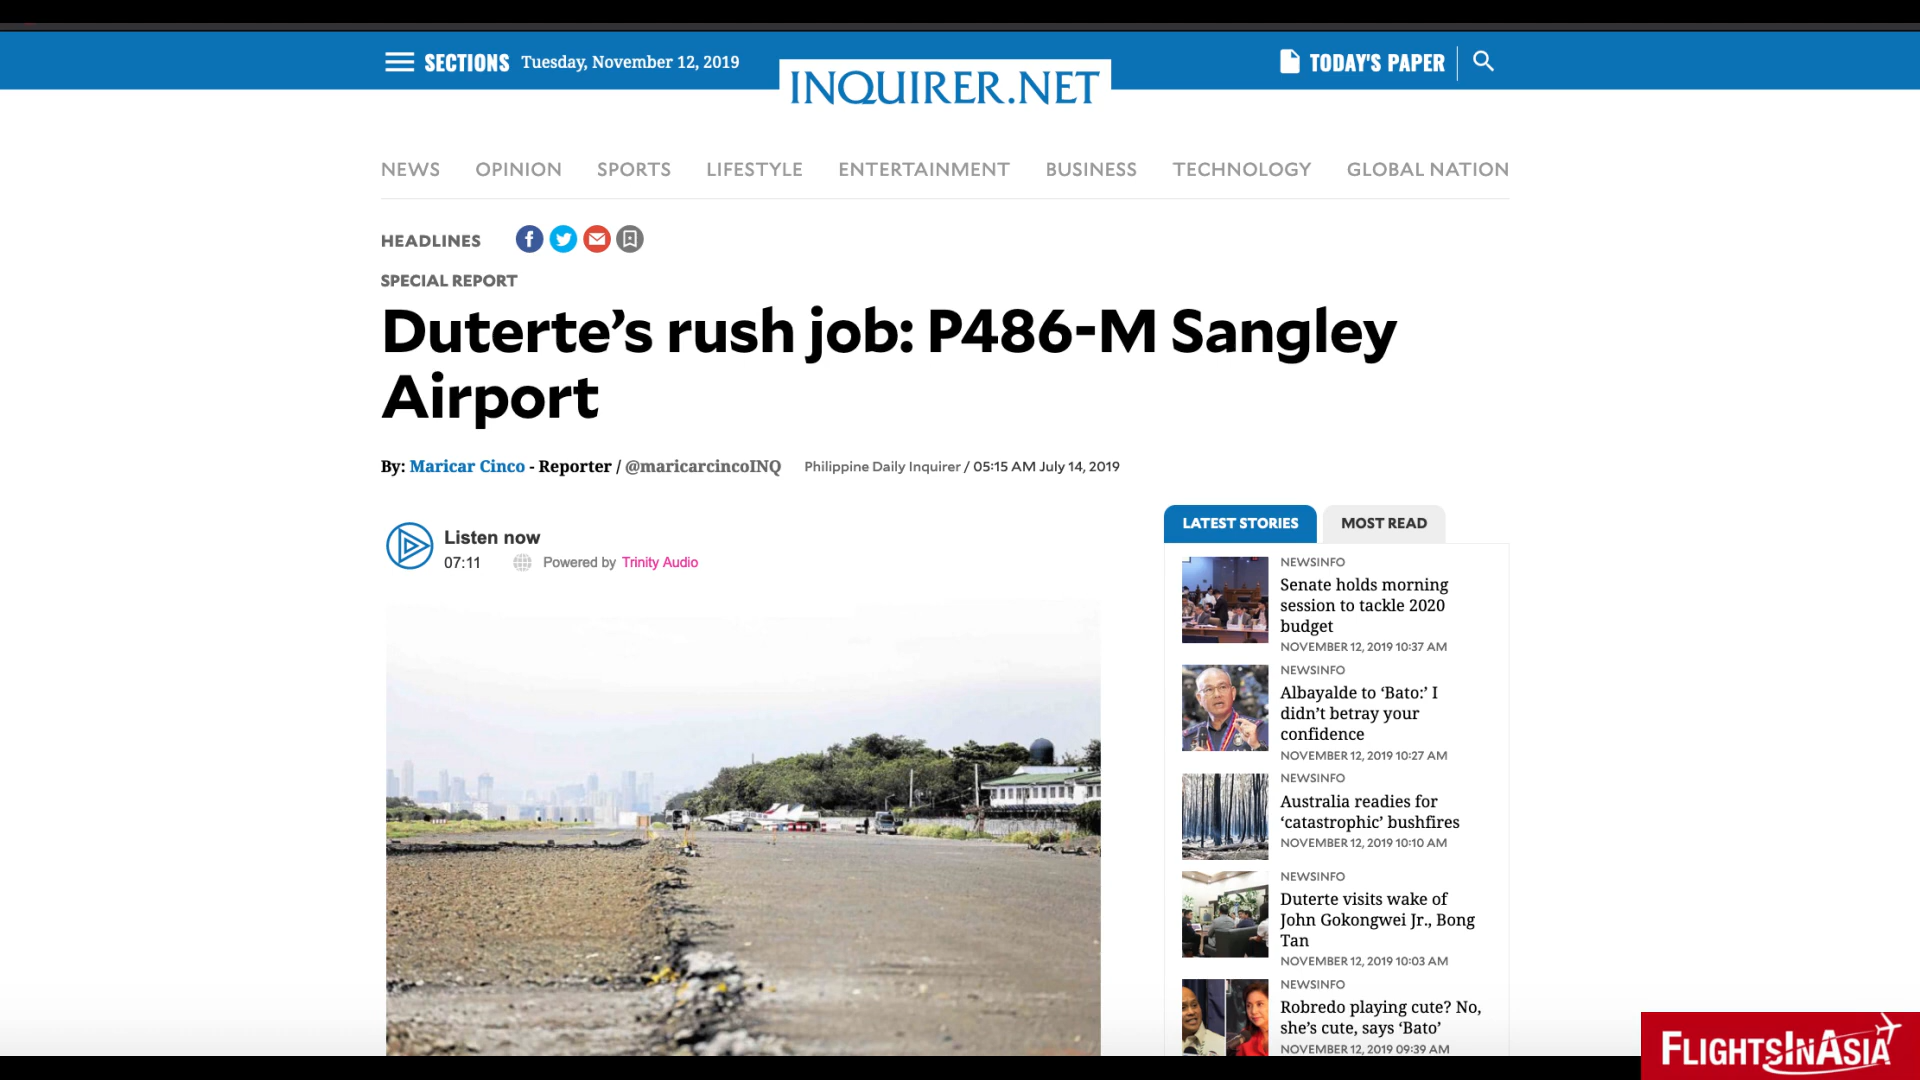 SECTIONS Tuesday, November 12, 2019
INQUIRER.NET
TODAY'S PAPER
NEWS OPINION SPORTS LIFESTYLE ENTERTAINMENT BUSINESS TECHNOLOGY GLOBAL NATION
HEADLINES
SPECIAL REPORT
Duterte’s rush job: P486-M Sangley
Airport
By: Maricar Cinco - Reporter / @maricarcincoINQ Philippine Daily Inquirer / 05:15 AM July 14, 2019
Listen now
07:11 Powered by Trinity Audio
LATEST STORIES MOST READ
NEWSINFO
Senate holds morning
session to tackle 2020
budget
NOVEMBER 12, 2019 10:37 AM
NEWSINFO
Albayalde to ‘Bato:’ I
didn’t betray your
confidence
NOVEMBER 12, 2019 10:27 AM
NEWSINFO
Australia readies for
‘catastrophic’ bushfires
NOVEMBER 12, 2019 10:10 AM
NEWSINFO
Duterte visits wake of
John Gokongwei Jr., Bong
Tan
NOVEMBER 12, 2019 10:03 AM
NEWSINFO
Robredo playing cute? No,
she’s cute, says ‘Bato’
NOVEMBER 12, 2019 09:39 AM
FLIGHTSINASIA